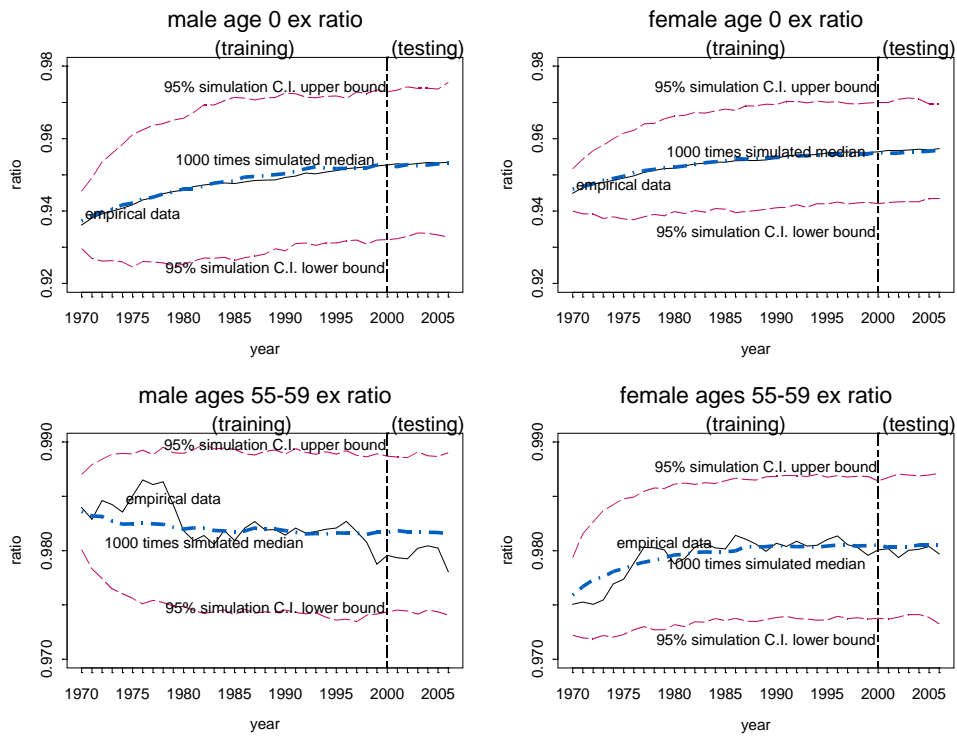 male age 0 ex ratio
(training) (testing)
0.98
0.96
0.94
0.92
ratio
95% simulation C.I. upper bound
1000 times simulated median
empirical data
95% simulation C.I. lower bound
1970 1975 1980 1985 1990 1995 2000 2005
year
female age 0 ex ratio
(training) (testing)
0.98
0.96
0.94
0.92
ratio
95% simulation C.I. upper bound
1000 times simulated median
empirical data
95% simulation C.I. lower bound
1970 1975 1980 1985 1990 1995 2000 2005
year
male ages 55-59 ex ratio
(training) (testing)
0.990
0.980
0.970
ratio
95% simulation C.I. upper bound
empirical data
1000 times simulated median
95% simulation C.I. lower bound
1970 1975 1980 1985 1990 1995 2000 2005
year
female ages 55-59 ex ratio
(training) (testing)
0.990
0.980
0.970
ratio
95% simulation C.I. upper bound
empirical data
1000 times simulated median
95% simulation C.I. lower bound
1970 1975 1980 1985 1990 1995 2000 2005
year